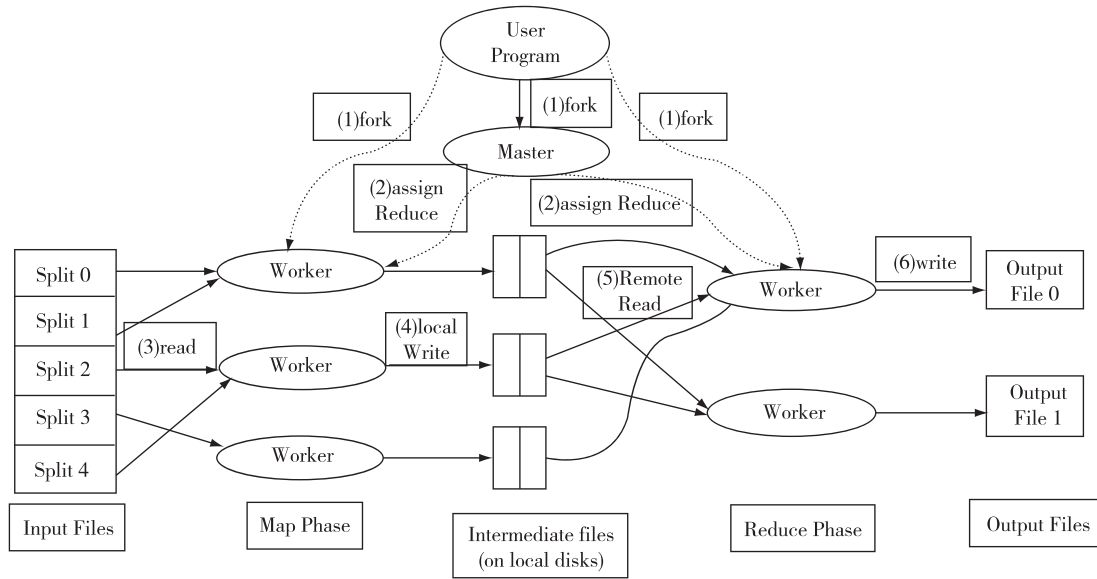 User
Program
(1)fork
(1)fork
(1)fork
Master
(2)assign
Reduce
(2)assign Reduce
Split 0
Split 1
Split 2
Split 3
Split 4
(3)read
Worker
Worker
Worker
(4)local
Write
(5)Remote
Read
Worker
Worker
(6)write
Output
File 0
Output
File 1
Input Files
Map Phase
Intermediate files
(on local disks)
Reduce Phase
Output Files